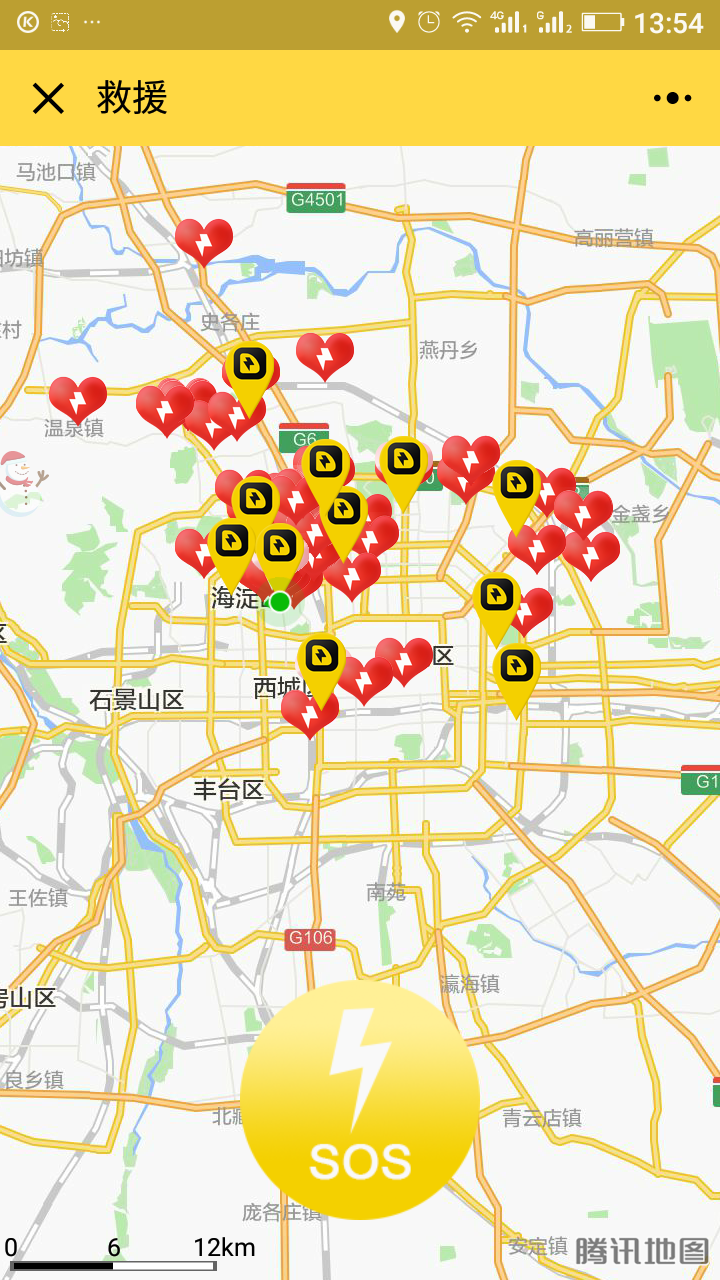 4G 1 G 2 13:54
救援
马池口镇
G4501
高丽营镇
坊镇
史各庄
村
燕丹乡
温泉镇
G6
金盏乡
海淀
区
区
西城
石景山区
丰台区
G1
王佐镇
南苑
G106
瀛海镇
房山区
良乡镇
北臧
青云店镇
SOS
庞各庄镇
安定镇
0 6 12km
腾讯地图